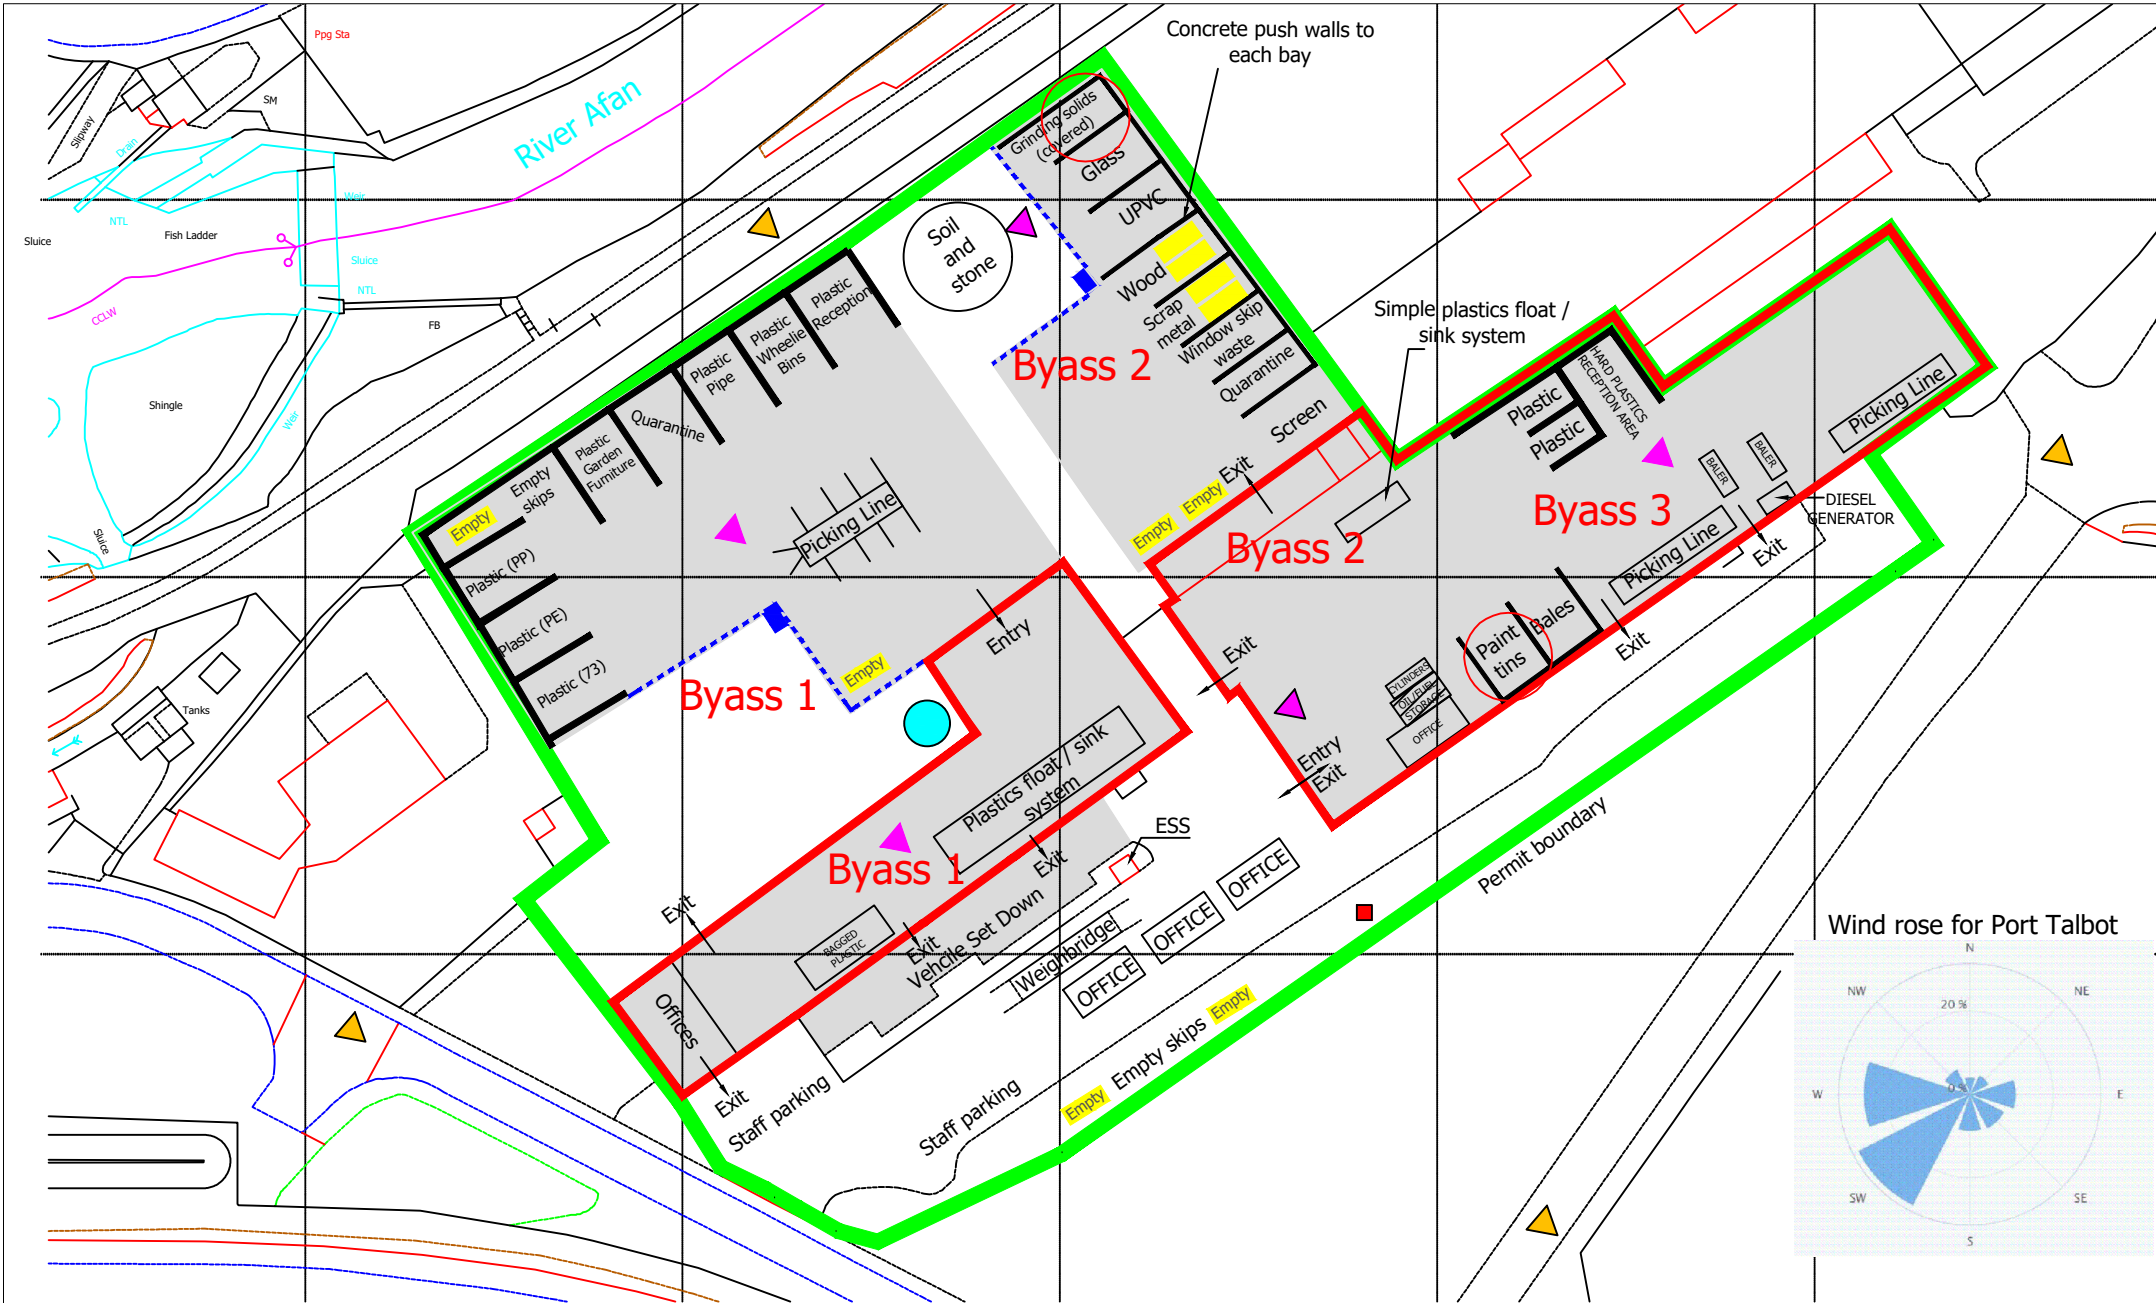 Ppg Sta
Concrete push walls to
each bay
SM
Slipway
Drain
River Afan
Weir
NTL
Sluice
Fish Ladder
Sluice
NTL
CCLW
FB
Shingle
Weir
Sluice
Tanks
Grinding solids
(covered)
Glass
UPVC
Soil
and
stone
Wood
Scrap
metal
Window skip
waste
Quarantine
Screen
Byass 2
Simple plastics float /
sink system
Plastic
Reception
Plastic
Wheelie
Bins
Plastic
Pipe
Quarantine
Plastic
Garden
Furniture
Empty
skips
Empty
Plastic (PP)
Plastic (PE)
Plastic (73)
Picking Line
Byass 1
Empty
Entry
Empty
Empty
Exit
Byass 2
Plastic
Plastic
HARD PLASTICS
RECEPTION AREA
Byass 3
BALER
BALER
Picking Line
DIESEL
GENERATOR
Picking Line
Exit
Bales
Exit
Paint
tins
CYLINDERS
OIL/FUEL
STORAGE
OFFICE
Exit
Entry
Exit
Plastics float / sink
system
Byass 1
Exit
BAGGED
PLASTIC
Exit
Exit
Vehcile Set Down
ESS
Weighbridge
OFFICE
OFFICE
OFFICE
Offices
Exit
Staff parking
Staff parking
Empty
Empty skips
Empty
Permit boundary
Wind rose for Port Talbot
N
NW
NE
20 %
0 %
W
E
SW
SE
S